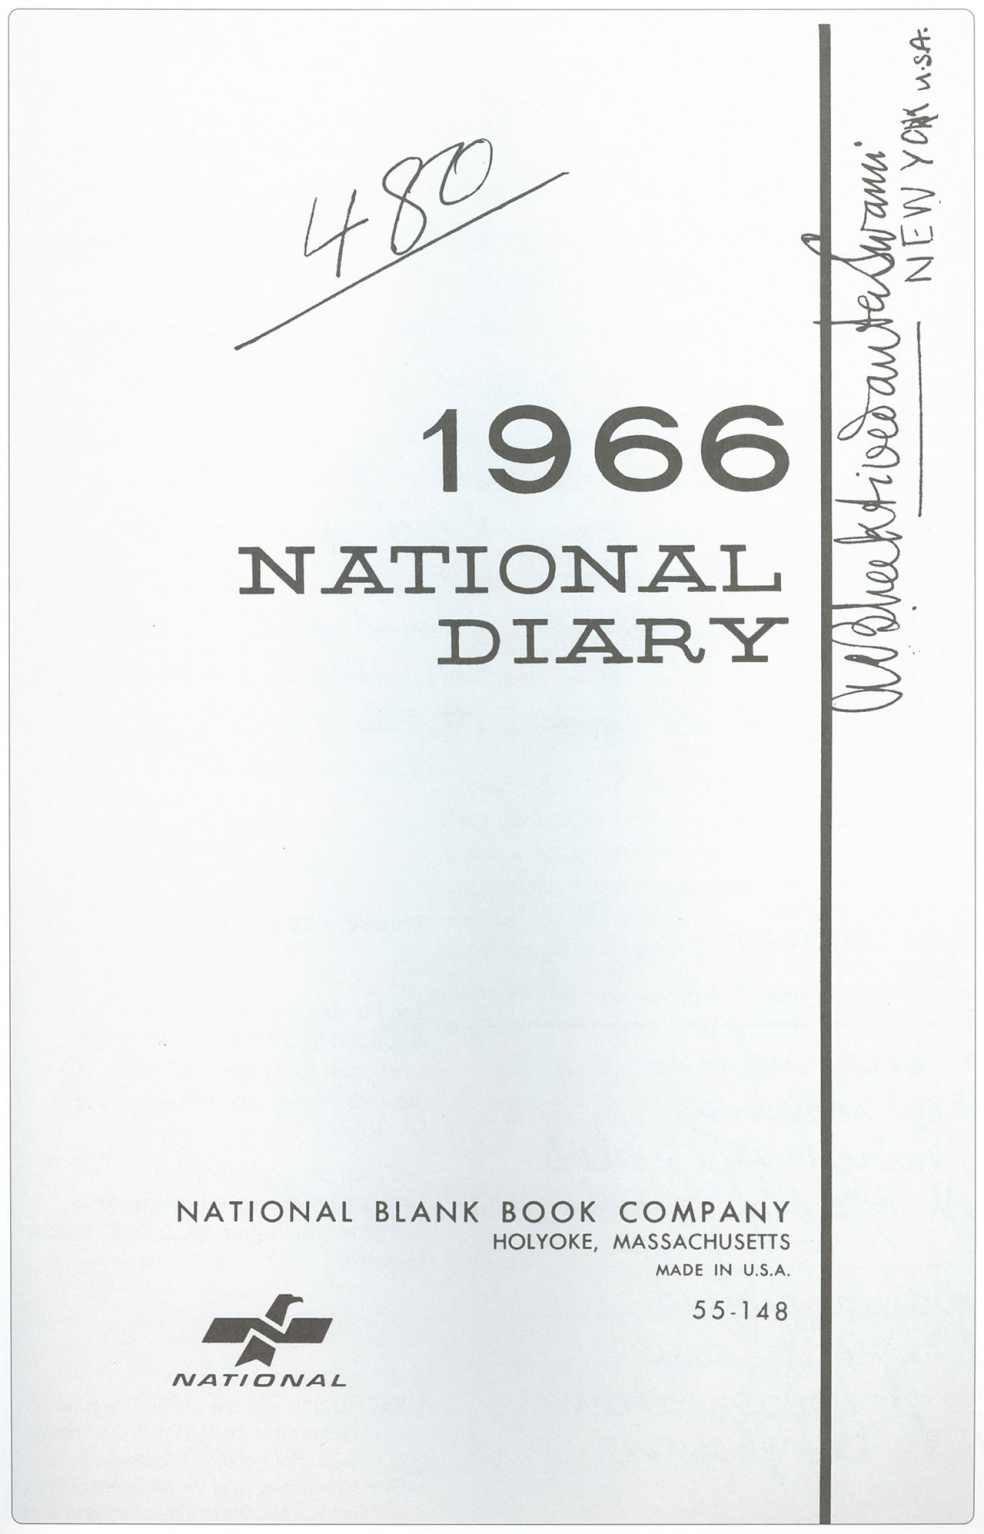 480
1966
NATIONAL
DIARY
A.C. Bhaktivedanta Swami
NEW YORK U.S.A.
NATIONAL BLANK BOOK COMPANY
HOLYOKE, MASSACHUSETTS
MADE IN U.S.A.
55-148
NATIONAL